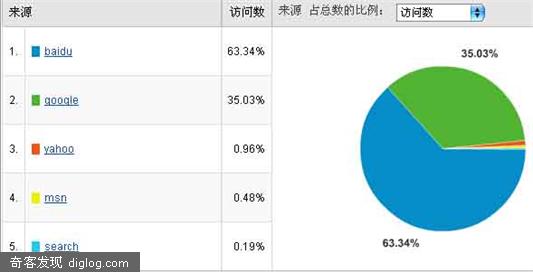 来源 访问数 来源 占总数的比例: 访问数
1. baidu 63.34%
2. google 35.03%
3. yahoo 0.96%
4. msn 0.48%
5. search 0.19%
35.03%
63.34%
奇客发现 diglog.com